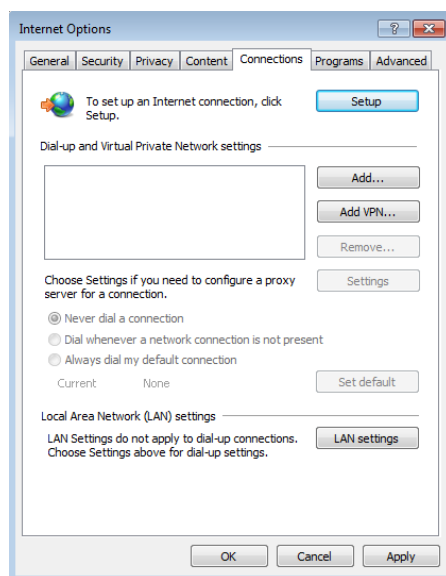 Internet Options
General Security Privacy Content Connections Programs Advanced
To set up an Internet connection, click
Setup.
Setup
Dial-up and Virtual Private Network settings
Add...
Add VPN...
Remove...
Choose Settings if you need to configure a proxy
server for a connection.
Settings
Never dial a connection
Dial whenever a network connection is not present
Always dial my default connection
Current None
Set default
Local Area Network (LAN) settings
LAN Settings do not apply to dial-up connections.
Choose Settings above for dial-up settings.
LAN settings
OK Cancel Apply